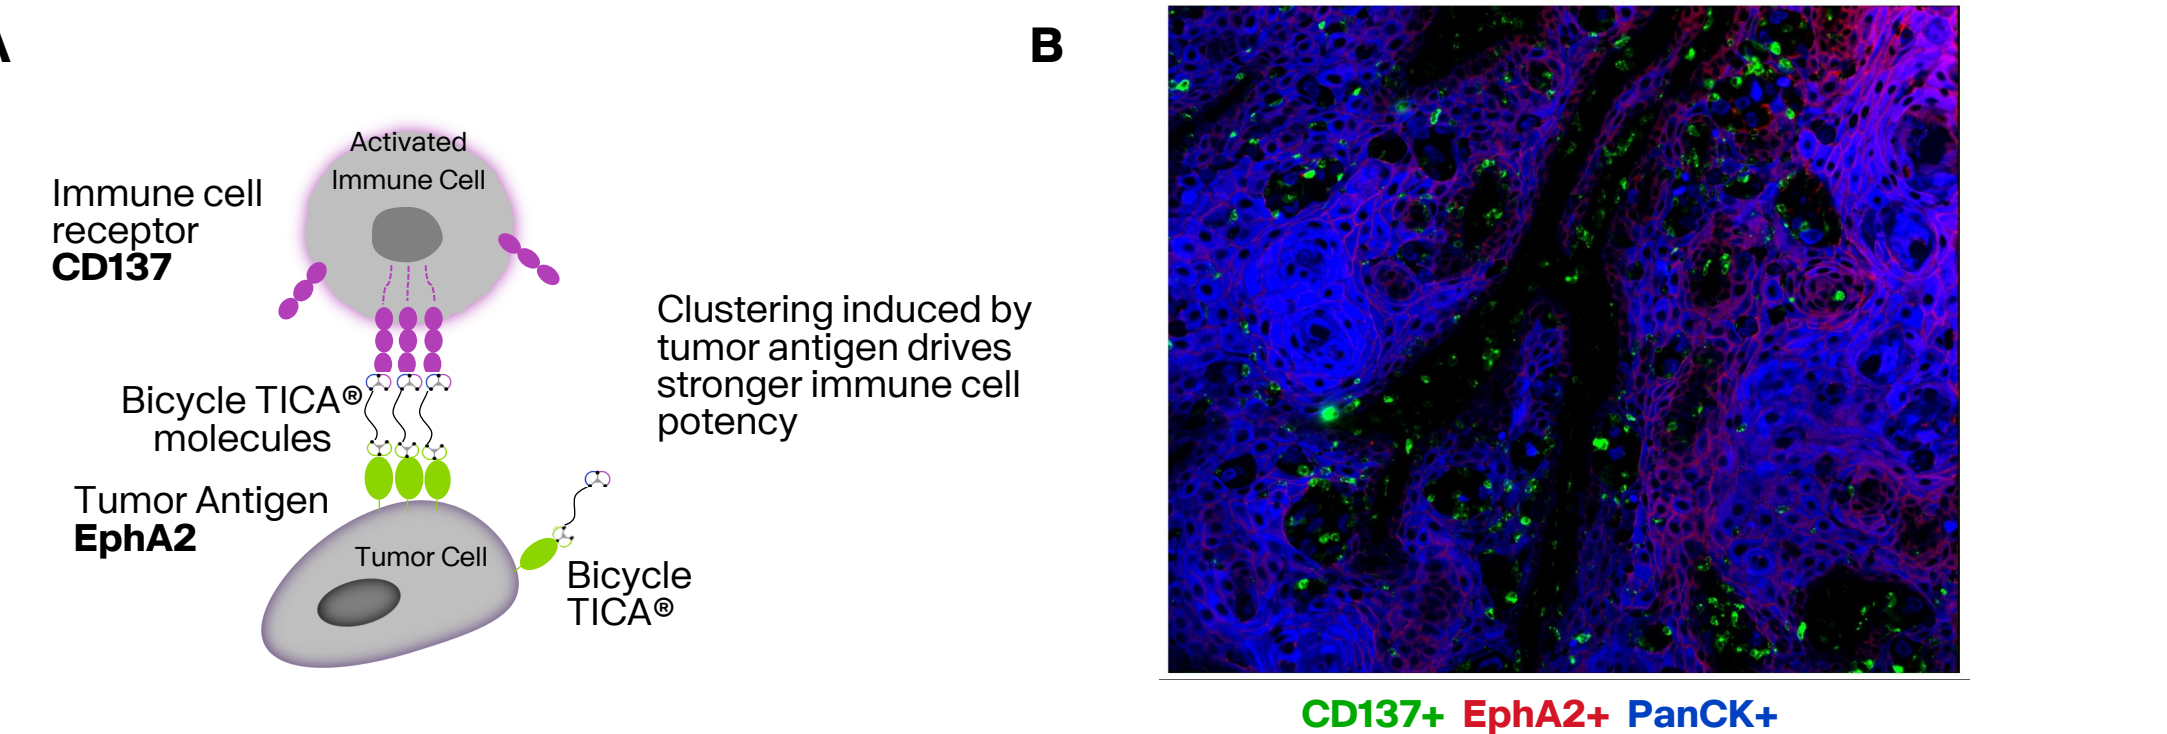 A
B
Activated
Immune Cell
Immune cell
receptor
CD137
Clustering induced by
tumor antigen drives
stronger immune cell
potency
Bicycle TICA®
molecules
Tumor Antigen
EphA2
Tumor Cell
Bicycle
TICA®
CD137+ EphA2+ PanCK+